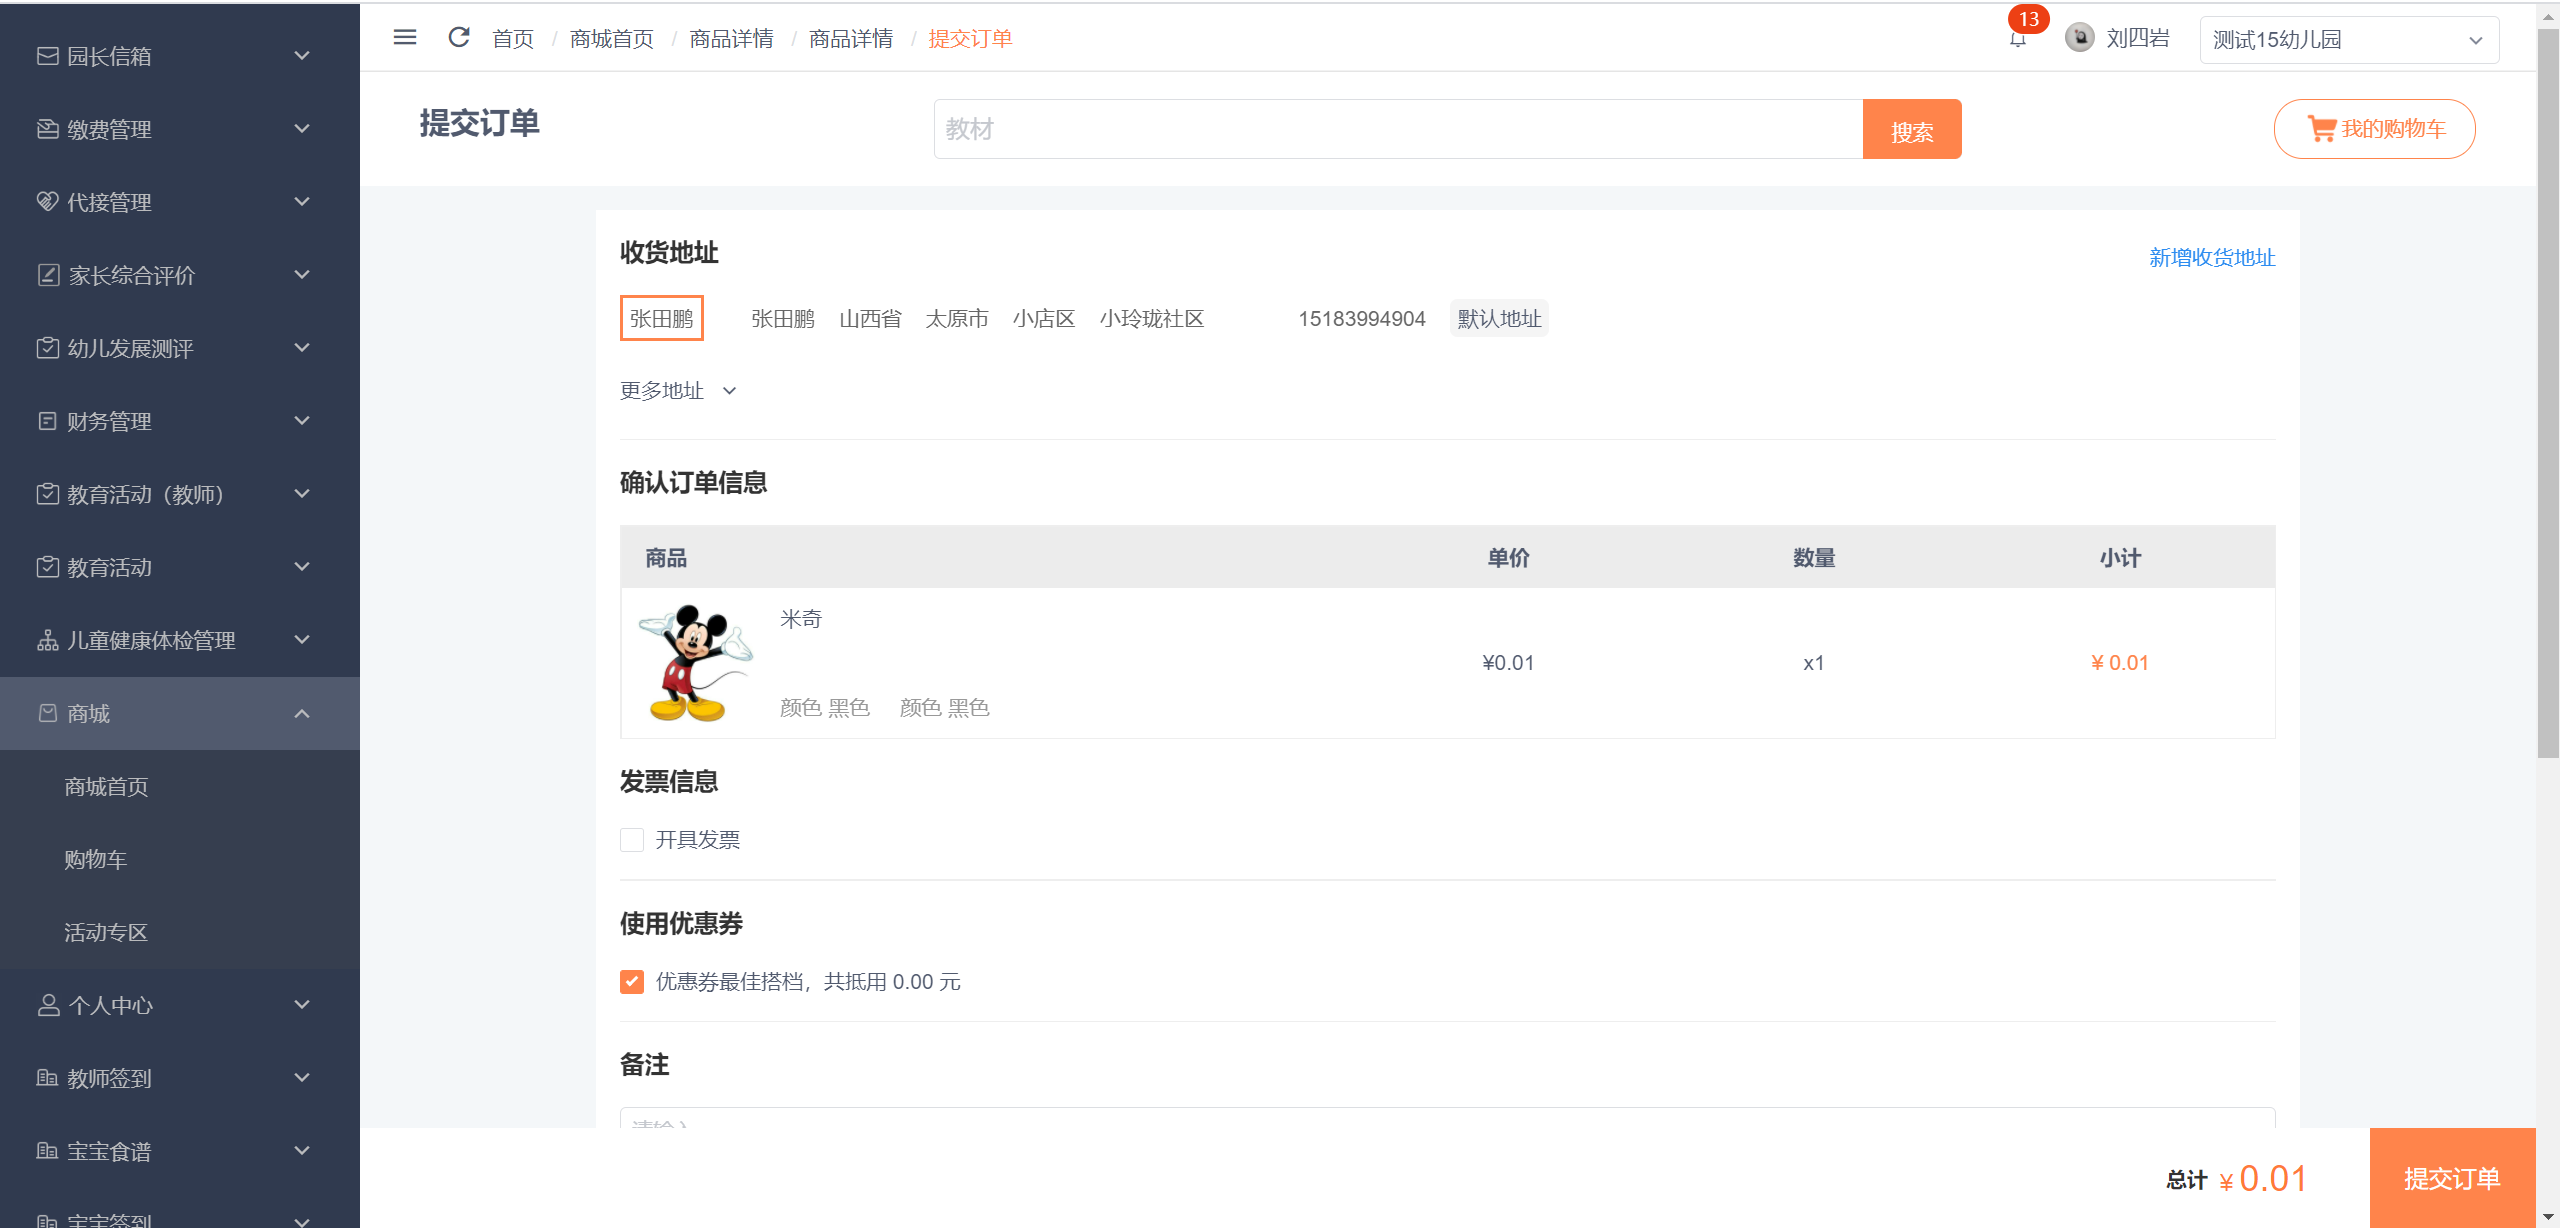 园长信箱
缴费管理
代接管理
家长综合评价
幼儿发展测评
财务管理
教育活动（教师）
教育活动
儿童健康体检管理
商城
商城首页
购物车
活动专区
个人中心
教师签到
宝宝食谱
宝宝签到
首页 / 商城首页 / 商品详情 / 商品详情 / 提交订单
13
刘四岩
测试15幼儿园
提交订单
教材
搜索
我的购物车
收货地址
新增收货地址
张田鹏 张田鹏 山西省 太原市 小店区 小玲珑社区 15183994904 默认地址
更多地址
确认订单信息
商品 单价 数量 小计
米奇
¥0.01 x1 ¥ 0.01
颜色 黑色 颜色 黑色
发票信息
开具发票
使用优惠券
优惠券最佳搭档，共抵用 0.00 元
备注
请输入
总计 ¥ 0.01
提交订单